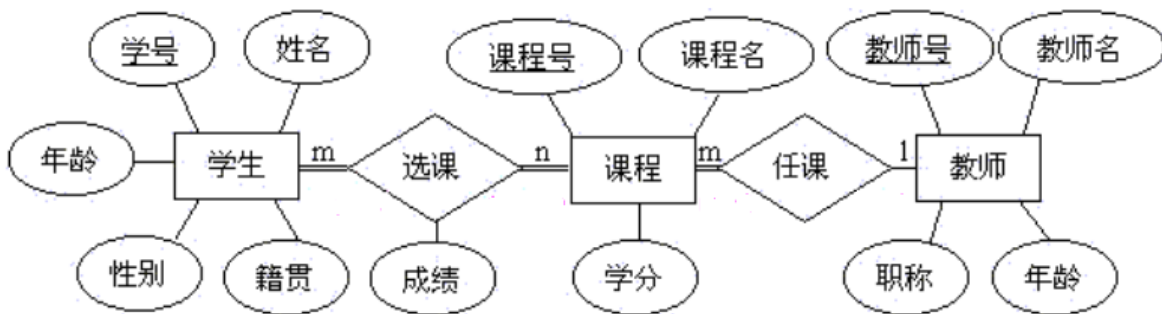 学号
姓名
课程号
课程名
教师号
教师名
年龄
学生
m
选课
n
课程
m
任课
1
教师
性别
籍贯
成绩
学分
职称
年龄